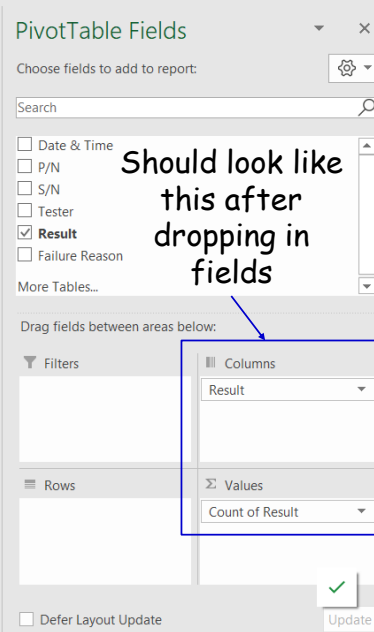 PivotTable Fields
Choose fields to add to report:
Search
Date & Time
P/N
S/N
Tester
Result
Failure Reason
More Tables...
Should look like
this after
dropping in
fields
Drag fields between areas below:
Filters
Columns
Result
Rows
Σ Values
Count of Result
Defer Layout Update
Update